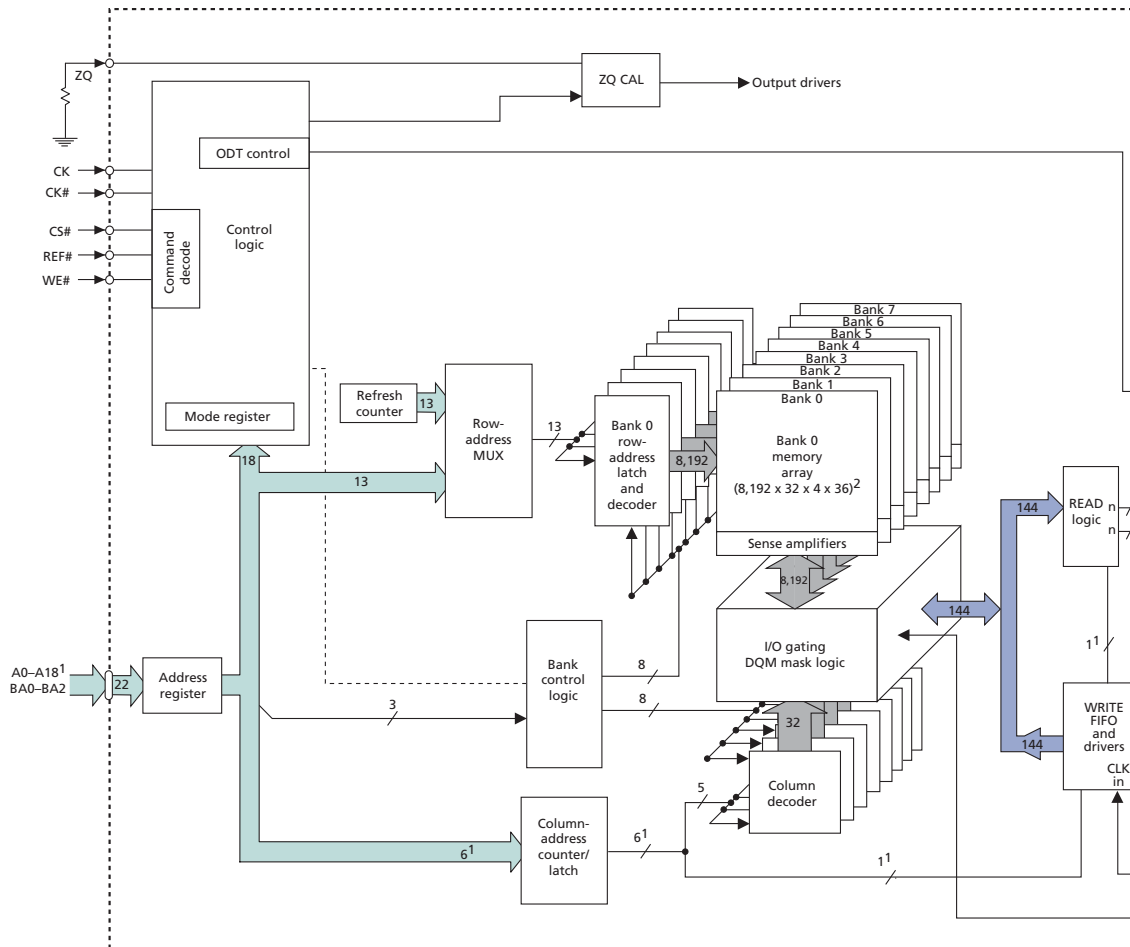 ZQ
ZQ CAL
Output drivers
ODT control
CK
CK#
CS#
REF#
WE#
Command
decode
Control
logic
Mode register
18
Refresh
counter
13
13
Row-
address
MUX
13
Bank 0
row-
address
latch
and
decoder
8,192
Bank 7
Bank 6
Bank 5
Bank 4
Bank 3
Bank 2
Bank 1
Bank 0
Bank 0
memory
array
(8,192 x 32 x 4 x 36)²
Sense amplifiers
8,192
I/O gating
DQM mask logic
144
144
READ
logic
n
n
1¹
WRITE
FIFO
and
drivers
CLK
in
144
A0–A18¹
BA0–BA2
22
Address
register
3
Bank
control
logic
8
8
32
Column
decoder
5
6¹
Column-
address
counter/
latch
6¹
1¹